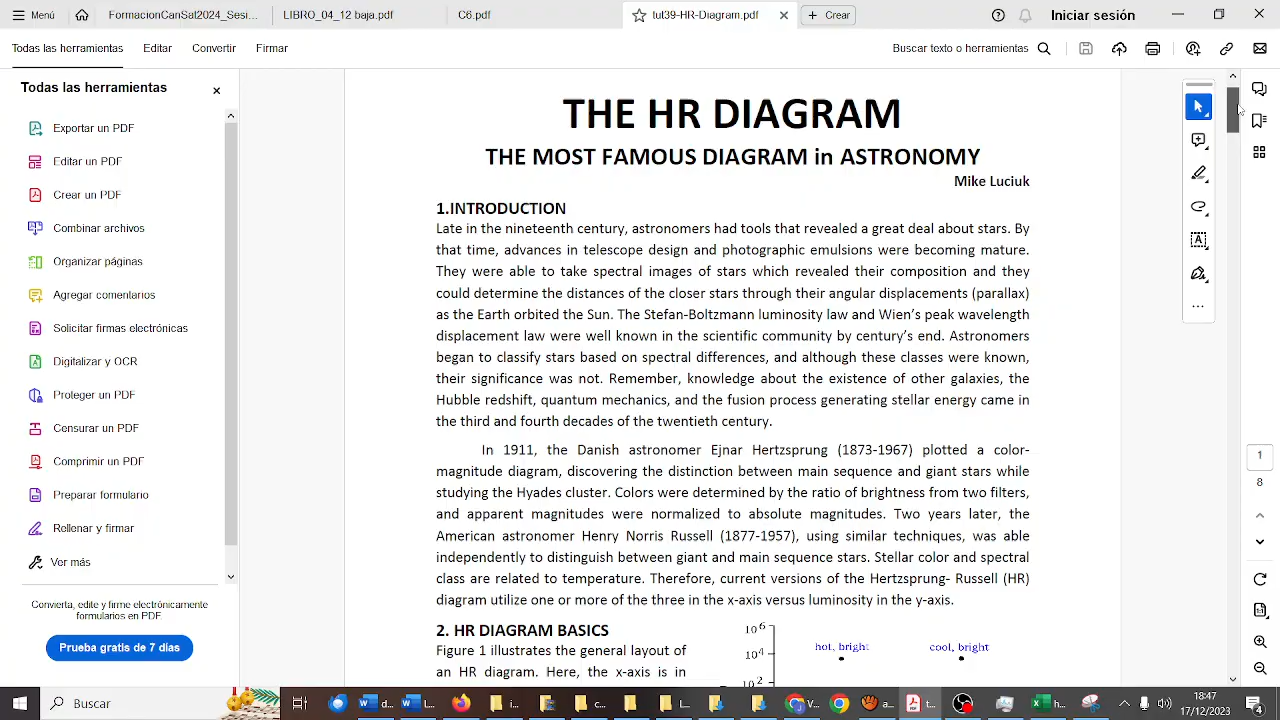 Menú
FormacionCanSal2024_Sesi...
LIBRO_04_12 baja.pdf
C6.pdf
tut39-HR-Diagram.pdf
Crear
Iniciar sesión
Todas las herramientas
Editar
Convertir
Firmar
Buscar texto o herramientas
Todas las herramientas
Exportar un PDF
Editar un PDF
Crear un PDF
Combinar archivos
Organizar páginas
Agregar comentarios
Solicitar firmas electrónicas
Digitalizar y OCR
Proteger un PDF
Censurar un PDF
Comprimir un PDF
Preparar formulario
Rellenar y firmar
Ver más
Convierta, edite y firme electrónicamente
formularios en PDF.
Prueba gratis de 7 días
THE HR DIAGRAM
THE MOST FAMOUS DIAGRAM in ASTRONOMY
Mike Luciuk
1.INTRODUCTION
Late in the nineteenth century, astronomers had tools that revealed a great deal about stars. By
that time, advances in telescope design and photographic emulsions were becoming mature.
They were able to take spectral images of stars which revealed their composition and they
could determine the distances of the closer stars through their angular displacements (parallax)
as the Earth orbited the Sun. The Stefan-Boltzmann luminosity law and Wien's peak wavelength
displacement law were well known in the scientific community by century's end. Astronomers
began to classify stars based on spectral differences, and although these classes were known,
their significance was not. Remember, knowledge about the existence of other galaxies, the
Hubble redshift, quantum mechanics, and the fusion process generating stellar energy came in
the third and fourth decades of the twentieth century.
In 1911, the Danish astronomer Ejnar Hertzsprung (1873-1967) plotted a color-
magnitude diagram, discovering the distinction between main sequence and giant stars while
studying the Hyades cluster. Colors were determined by the ratio of brightness from two filters,
and apparent magnitudes were normalized to absolute magnitudes. Two years later, the
American astronomer Henry Norris Russell (1877-1957), using similar techniques, was able
independently to distinguish between giant and main sequence stars. Stellar color and spectral
class are related to temperature. Therefore, current versions of the Hertzsprung- Russell (HR)
diagram utilize one or more of the three in the x-axis versus luminosity in the y-axis.
2. HR DIAGRAM BASICS
Figure 1 illustrates the general layout of
an HR diagram. Here, the x-axis is in
10⁶
10⁴
10²
hot, bright
cool, bright
1
8
Buscar
d...
L...
i...
c...
L...
V...
a...
t...
h...
18:47
17/12/2023